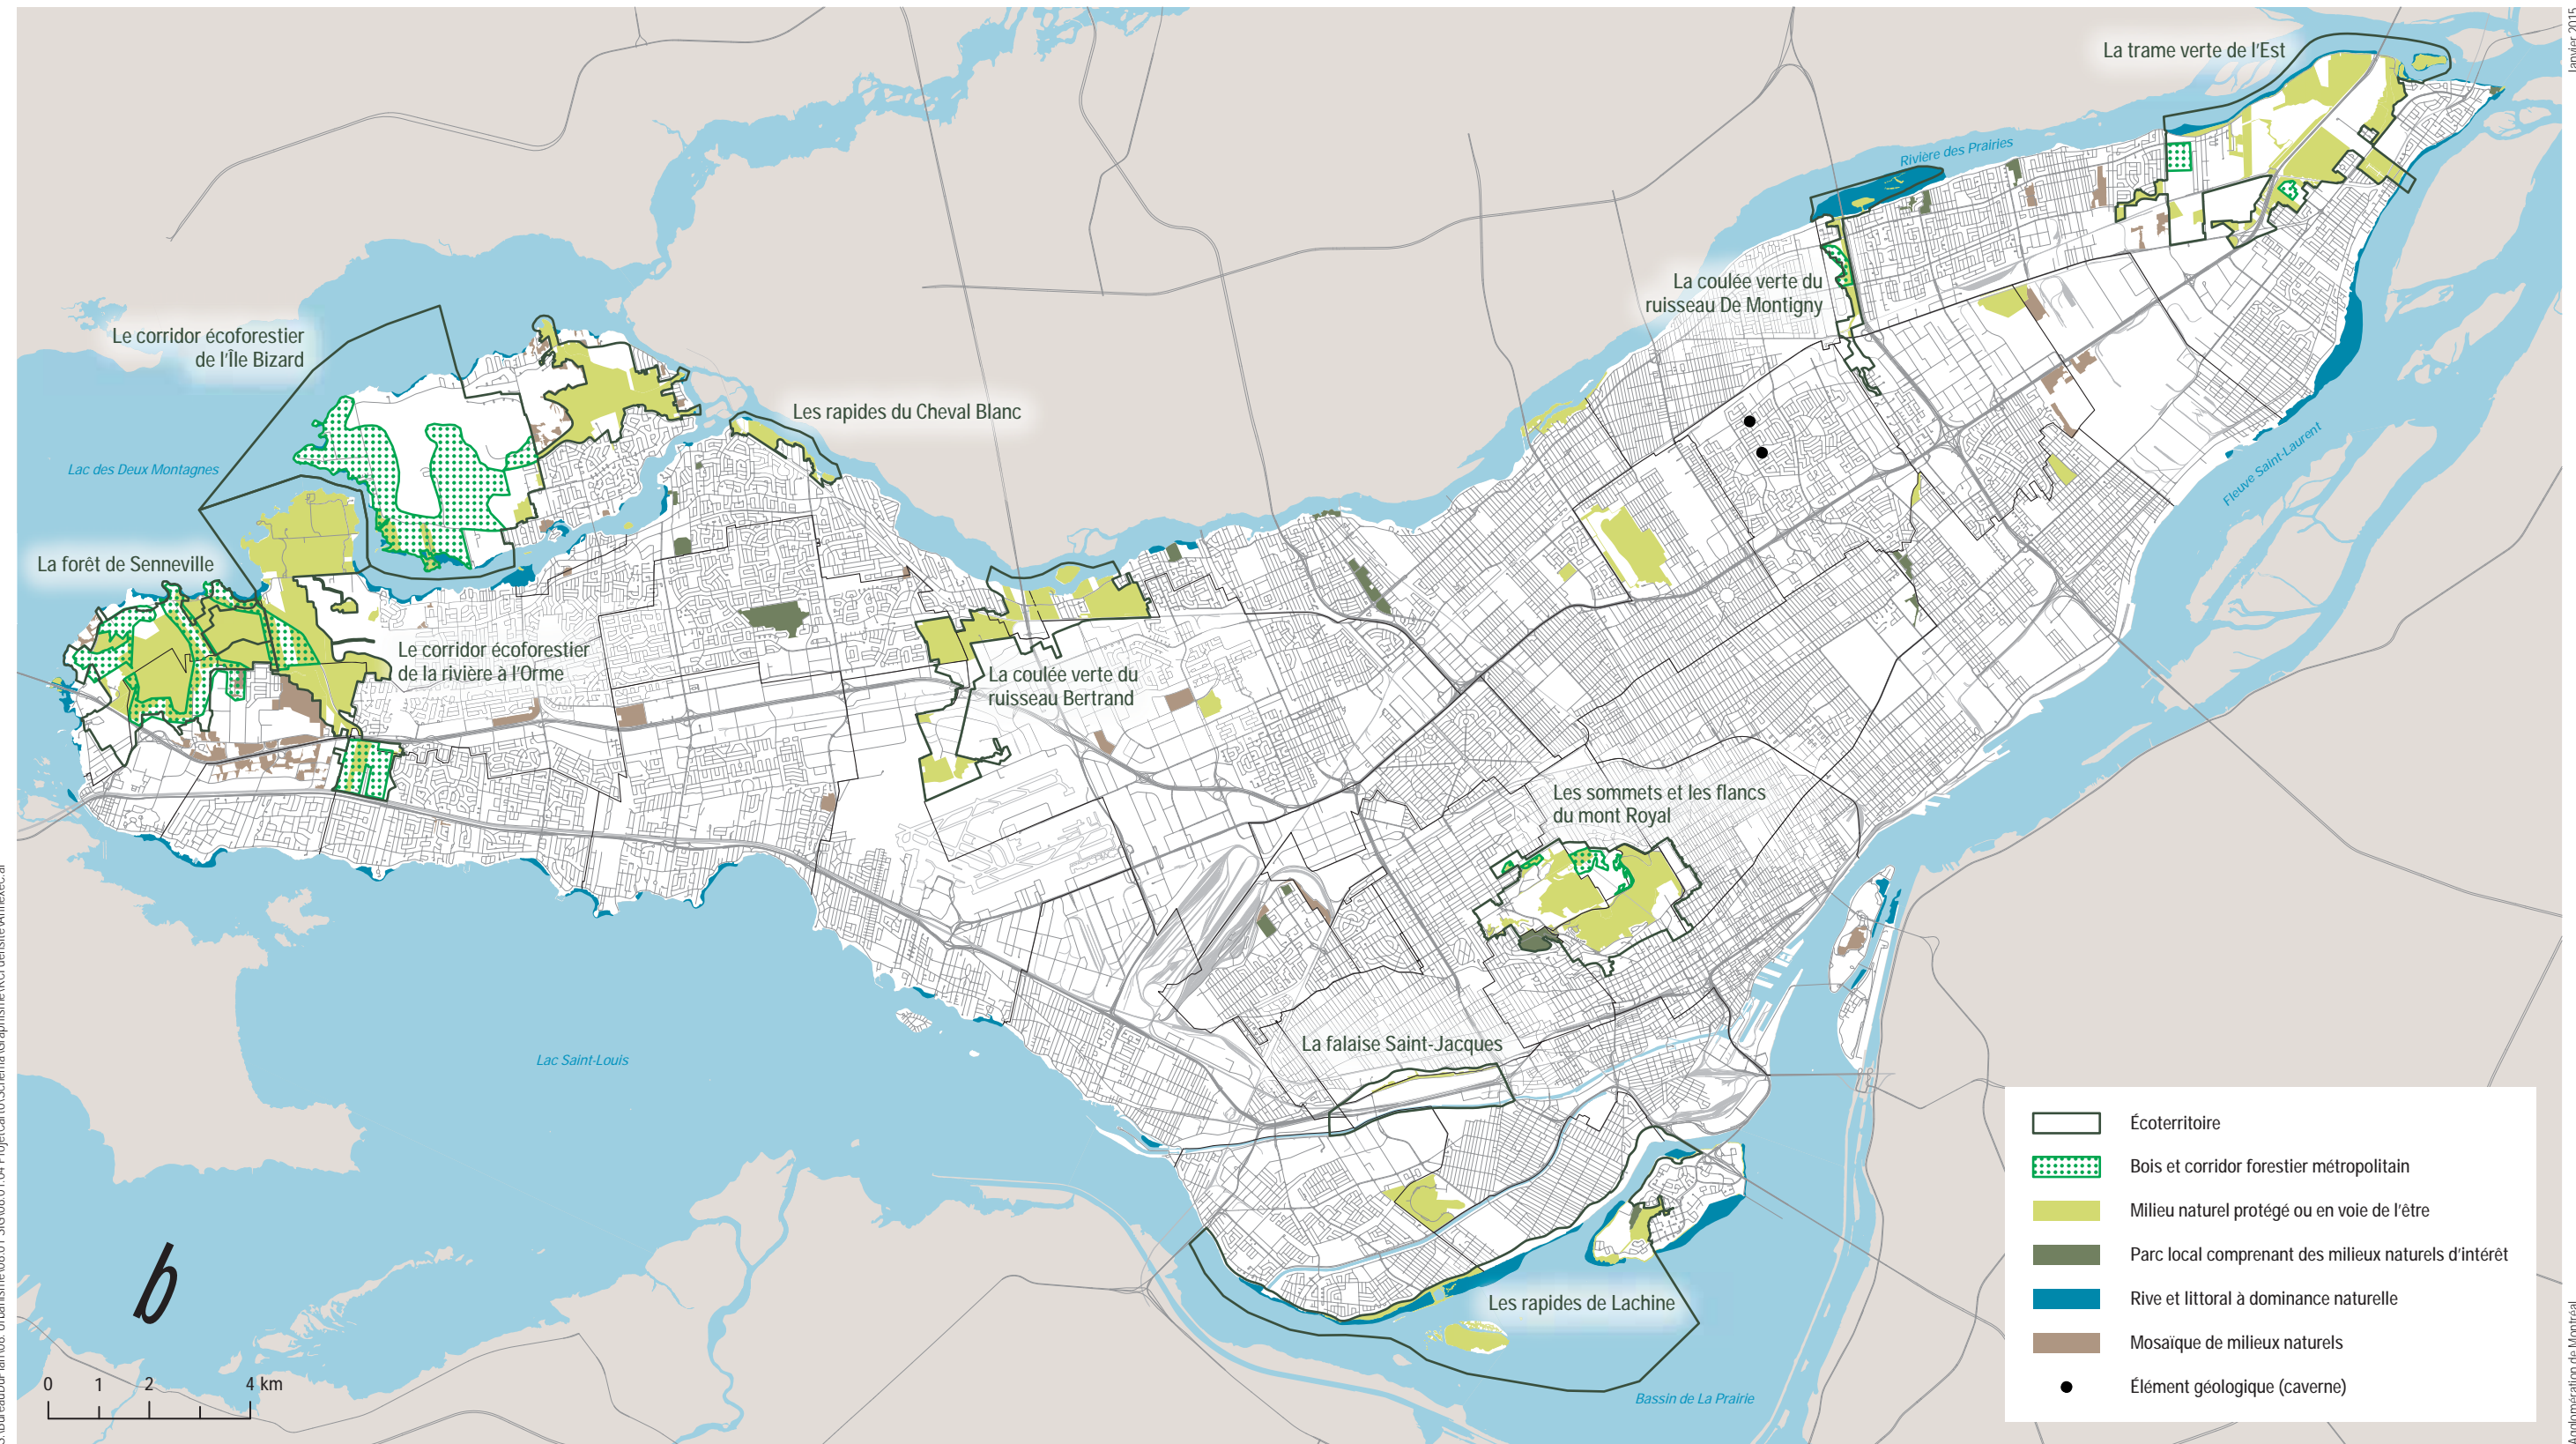 La trame verte de l'Est
Janvier 2015
Rivière des Prairies
La coulée verte du
ruisseau De Montigny
Le corridor écoforestier
de l'Île Bizard
Les rapides du Cheval Blanc
Lac des Deux Montagnes
Fleuve Saint-Laurent
La forêt de Senneville
Le corridor écoforestier
de la rivière à l'Orme
La coulée verte du
ruisseau Bertrand
Les sommets et les flancs
du mont Royal
La falaise Saint-Jacques
Lac Saint-Louis
Les rapides de Lachine
Bassin de La Prairie
b
0 1 2 4 km
Écoterritoire
Bois et corridor forestier métropolitain
Milieu naturel protégé ou en voie de l'être
Parc local comprenant des milieux naturels d'intérêt
Rive et littoral à dominance naturelle
Mosaïque de milieux naturels
Élément géologique (caverne)
Agglomération de Montréal